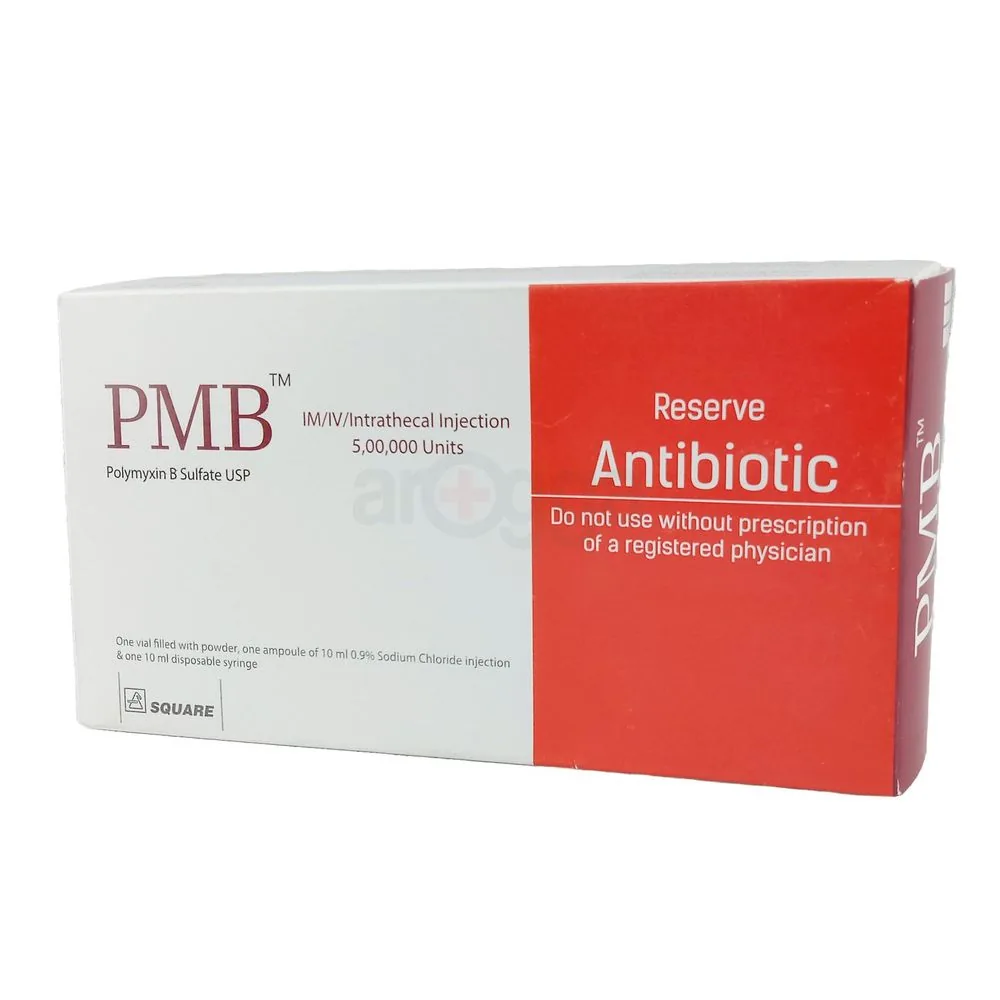 PMB™
Polymyxin B Sulfate USP
IM/IV/Intrathecal Injection
5,00,000 Units
Reserve
Antibiotic
Do not use without prescription
of a registered physician
One vial filled with powder, one ampoule of 10 ml 0.9% Sodium Chloride injection
& one 10 ml disposable syringe
SQUARE
PMB™